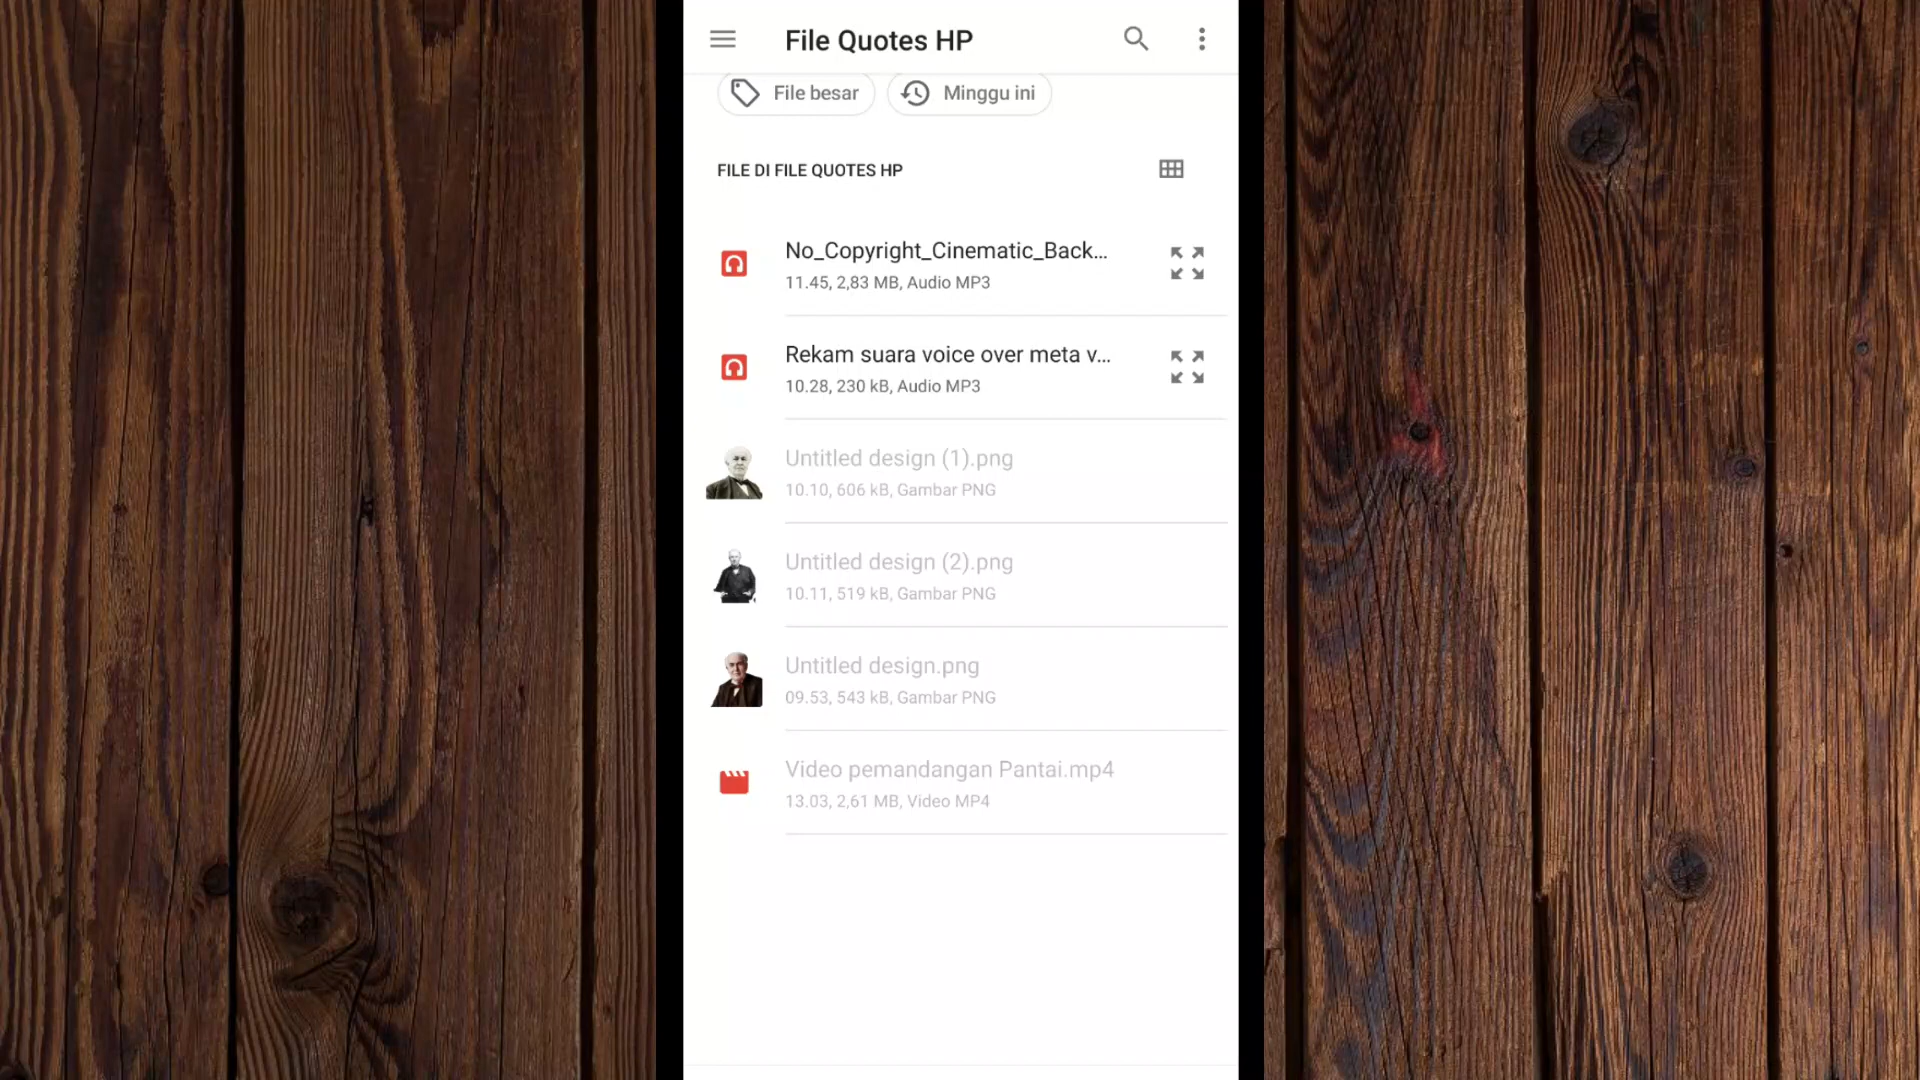 File Quotes HP
File besar
Minggu ini
FILE DI FILE QUOTES HP
No_Copyright_Cinematic_Back...
11.45, 2,83 MB, Audio MP3
Rekam suara voice over meta v...
10.28, 230 kB, Audio MP3
Untitled design (1).png
10.10, 606 kB, Gambar PNG
Untitled design (2).png
10.11, 519 kB, Gambar PNG
Untitled design.png
09.53, 543 kB, Gambar PNG
Video pemandangan Pantai.mp4
13.03, 2,61 MB, Video MP4